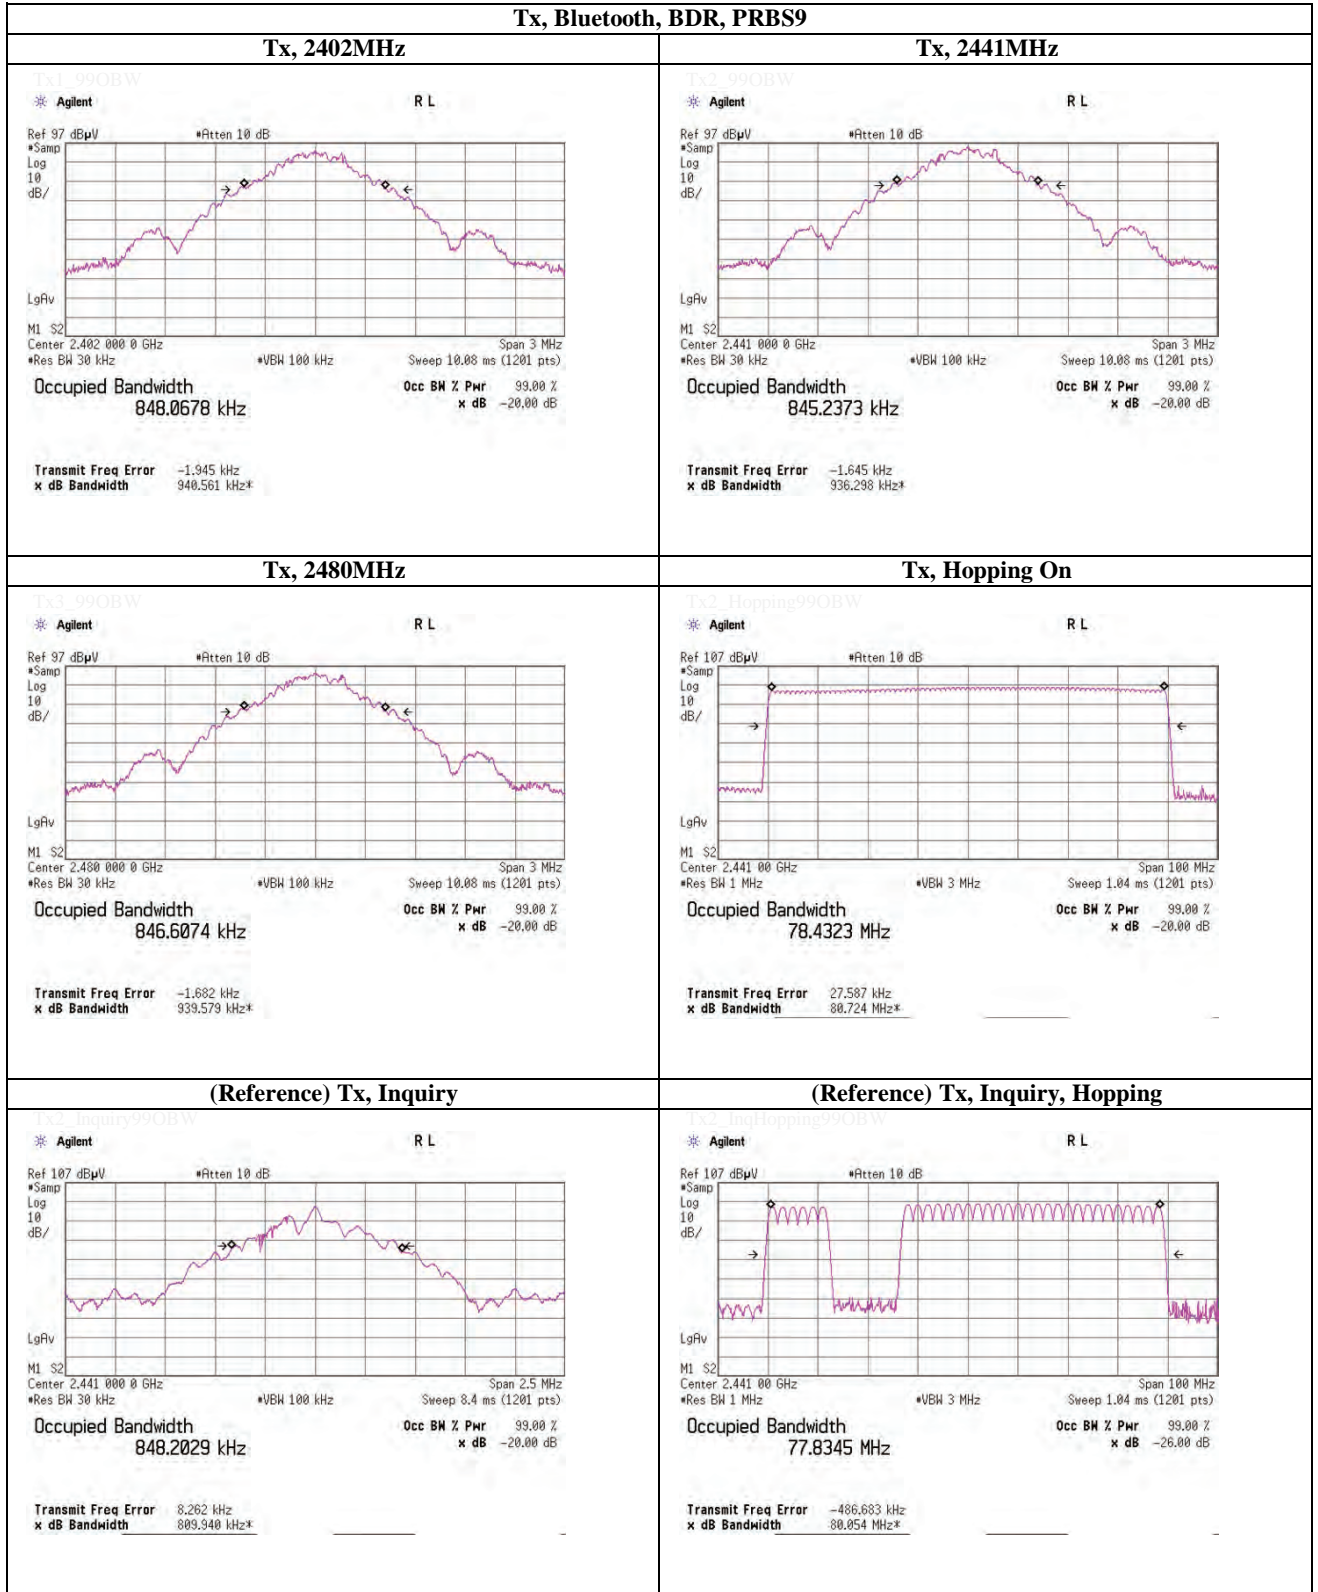 Tx, Bluetooth, BDR, PRBS9
Tx, 2402MHz
Tx1_99OBW
Agilent
R L
Ref 97 dBµV
#Atten 10 dB
#Samp
Log
10
dB/
LgAv
M1 S2
Center 2.402 000 0 GHz
Span 3 MHz
#Res BW 30 kHz
#VBW 100 kHz
Sweep 10.08 ms (1201 pts)
Occupied Bandwidth
848.0678 kHz
Occ BW % Pwr 99.00 %
x dB -20.00 dB
Transmit Freq Error -1.945 kHz
x dB Bandwidth 940.561 kHz*
Tx, 2441MHz
Tx2_99OBW
Agilent
R L
Ref 97 dBµV
#Atten 10 dB
#Samp
Log
10
dB/
LgAv
M1 S2
Center 2.441 000 0 GHz
Span 3 MHz
#Res BW 30 kHz
#VBW 100 kHz
Sweep 10.08 ms (1201 pts)
Occupied Bandwidth
845.2373 kHz
Occ BW % Pwr 99.00 %
x dB -20.00 dB
Transmit Freq Error -1.645 kHz
x dB Bandwidth 936.298 kHz*
Tx, 2480MHz
Tx3_99OBW
Agilent
R L
Ref 97 dBµV
#Atten 10 dB
#Samp
Log
10
dB/
LgAv
M1 S2
Center 2.480 000 0 GHz
Span 3 MHz
#Res BW 30 kHz
#VBW 100 kHz
Sweep 10.08 ms (1201 pts)
Occupied Bandwidth
846.6074 kHz
Occ BW % Pwr 99.00 %
x dB -20.00 dB
Transmit Freq Error -1.682 kHz
x dB Bandwidth 939.579 kHz*
Tx, Hopping On
Tx2_Hopping99OBW
Agilent
R L
Ref 107 dBµV
#Atten 10 dB
#Samp
Log
10
dB/
LgAv
M1 S2
Center 2.441 00 GHz
Span 100 MHz
#Res BW 1 MHz
#VBW 3 MHz
Sweep 1.04 ms (1201 pts)
Occupied Bandwidth
78.4323 MHz
Occ BW % Pwr 99.00 %
x dB -20.00 dB
Transmit Freq Error 27.587 kHz
x dB Bandwidth 80.724 MHz*
(Reference) Tx, Inquiry
Tx2_Inquiry99OBW
Agilent
R L
Ref 107 dBµV
#Atten 10 dB
#Samp
Log
10
dB/
LgAv
M1 S2
Center 2.441 000 0 GHz
Span 2.5 MHz
#Res BW 30 kHz
#VBW 100 kHz
Sweep 8.4 ms (1201 pts)
Occupied Bandwidth
848.2029 kHz
Occ BW % Pwr 99.00 %
x dB -20.00 dB
Transmit Freq Error 8.262 kHz
x dB Bandwidth 809.940 kHz*
(Reference) Tx, Inquiry, Hopping
Tx2_InqHopping99OBW
Agilent
R L
Ref 107 dBµV
#Atten 10 dB
#Samp
Log
10
dB/
LgAv
M1 S2
Center 2.441 00 GHz
Span 100 MHz
#Res BW 1 MHz
#VBW 3 MHz
Sweep 1.04 ms (1201 pts)
Occupied Bandwidth
77.8345 MHz
Occ BW % Pwr 99.00 %
x dB -26.00 dB
Transmit Freq Error -486.683 kHz
x dB Bandwidth 80.054 MHz*